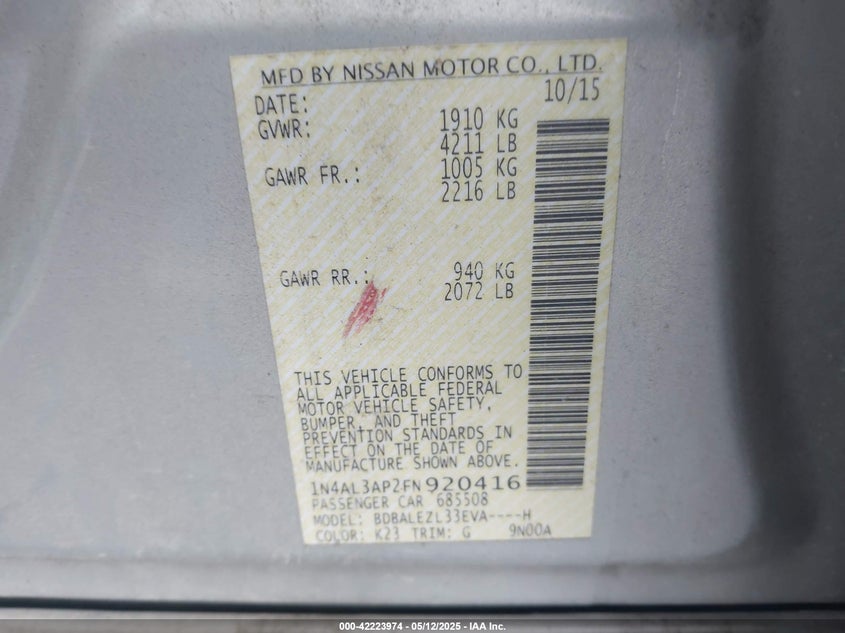 MFD BY NISSAN MOTOR CO., LTD.
DATE: 10/15
GVWR: 1910 KG
4211 LB
GAWR FR.: 1005 KG
2216 LB
GAWR RR.: 940 KG
2072 LB
THIS VEHICLE CONFORMS TO
ALL APPLICABLE FEDERAL
MOTOR VEHICLE SAFETY,
BUMPER, AND THEFT
PREVENTION STANDARDS IN
EFFECT ON THE DATE OF
MANUFACTURE SHOWN ABOVE.
1N4AL3AP2FN920416
PASSENGER CAR 685508
MODEL: BDBALEZL33EVA----H
COLOR: K23 TRIM: G 9N00A
000-42223974 - 05/12/2025 - IAA Inc.